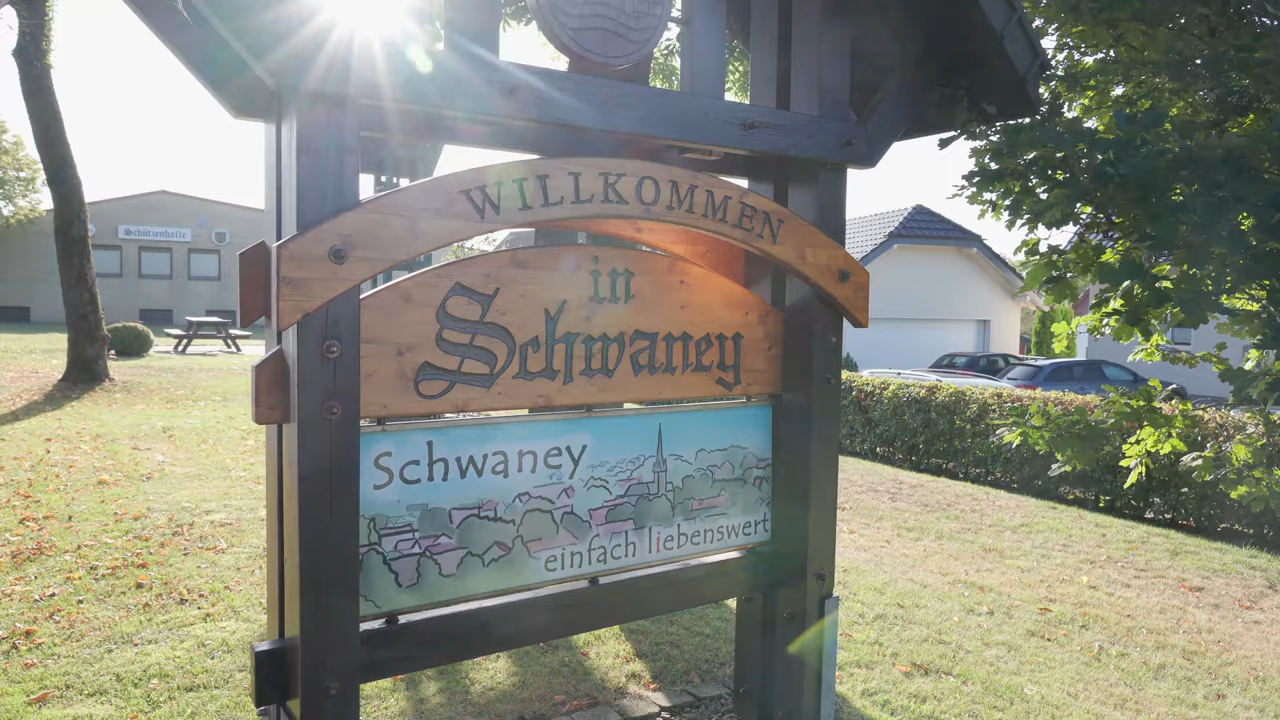 Schützenhalle
WILLKOMMEN
in
Schwaney
Schwaney
einfach liebenswert